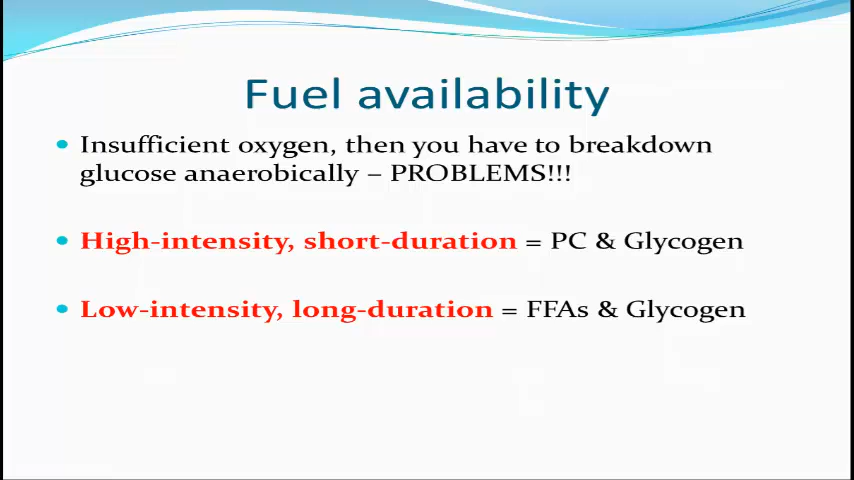 Fuel availability
• Insufficient oxygen, then you have to breakdown
glucose anaerobically – PROBLEMS!!!
• High-intensity, short-duration = PC & Glycogen
• Low-intensity, long-duration = FFAs & Glycogen